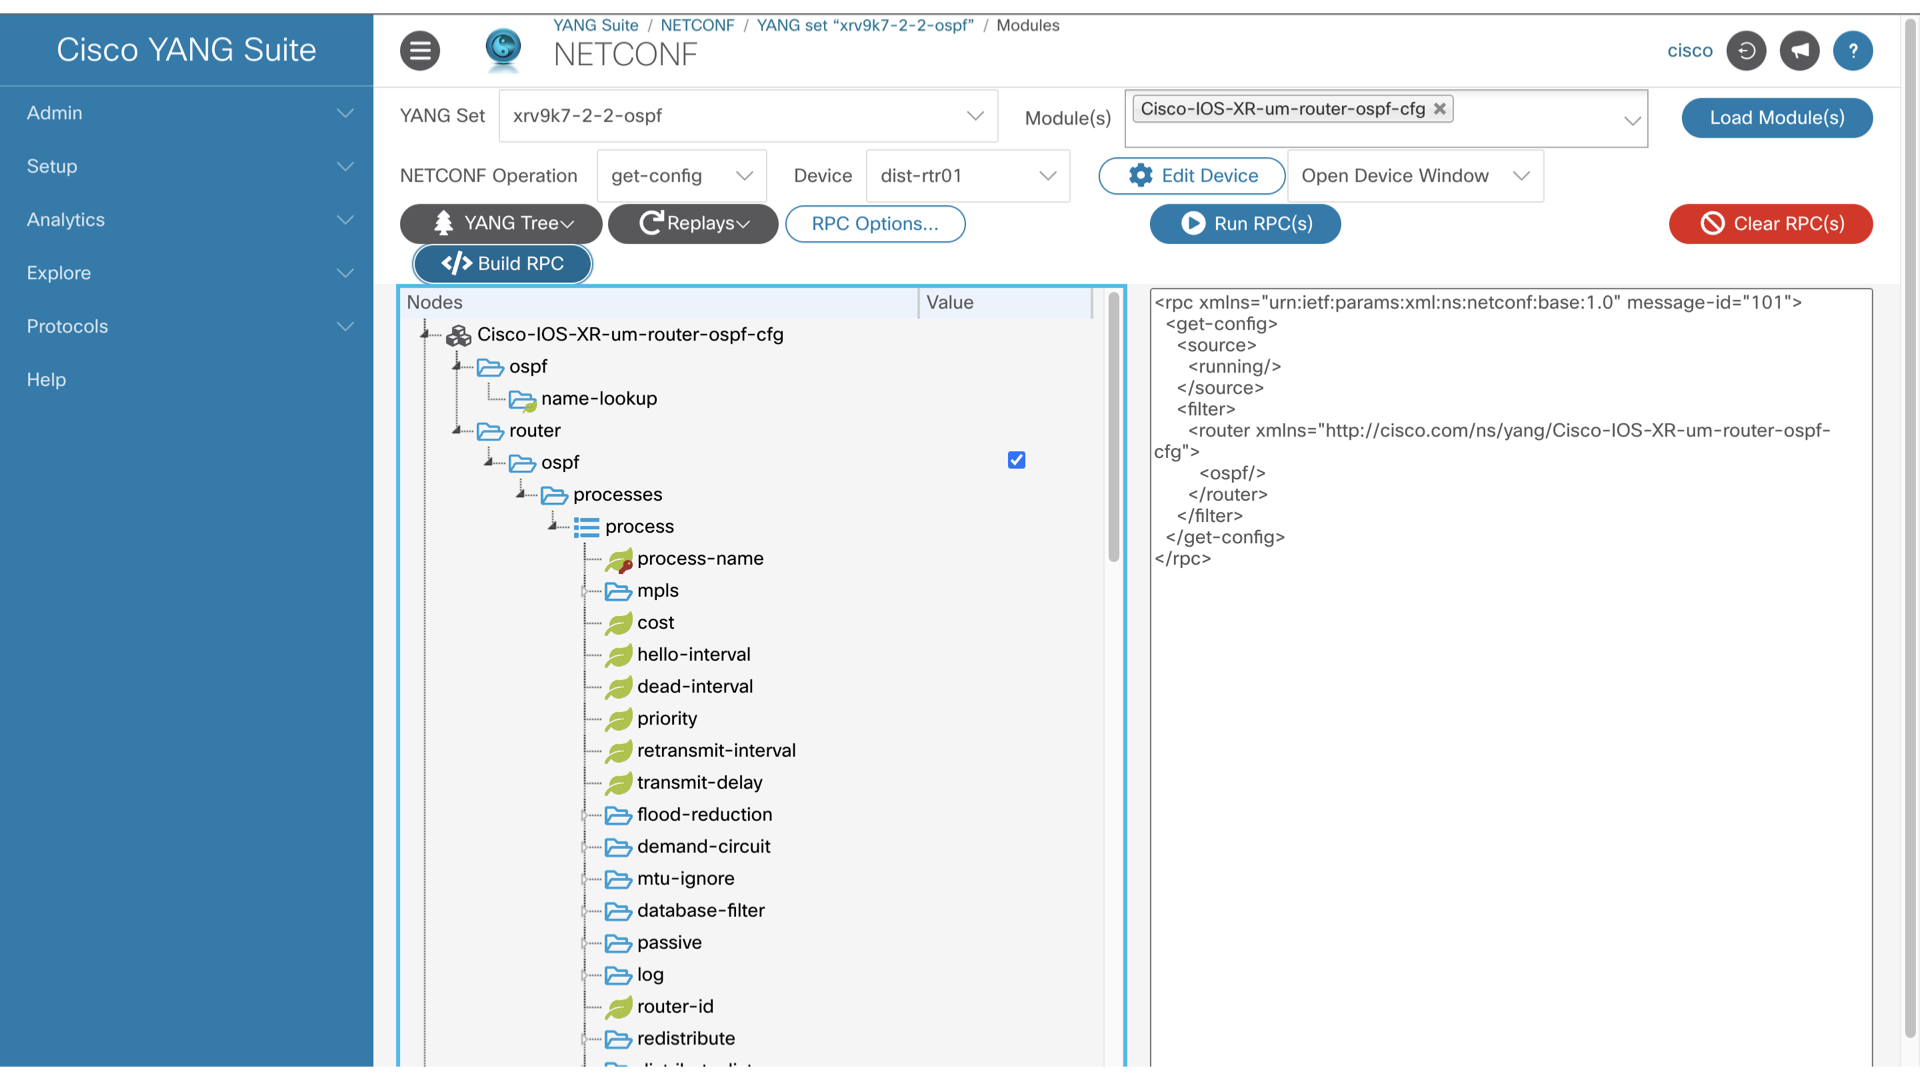 Cisco YANG Suite
Admin
Setup
Analytics
Explore
Protocols
Help
YANG Suite / NETCONF / YANG set “xrv9k7-2-2-ospf” / Modules
NETCONF
cisco
?
YANG Set
xrv9k7-2-2-ospf
Module(s)
Cisco-IOS-XR-um-router-ospf-cfg
Load Module(s)
NETCONF Operation
get-config
Device
dist-rtr01
Edit Device
Open Device Window
YANG Tree
Replays
RPC Options...
Run RPC(s)
Clear RPC(s)
</> Build RPC
Nodes
Value
Cisco-IOS-XR-um-router-ospf-cfg
ospf
name-lookup
router
ospf
processes
process
process-name
mpls
cost
hello-interval
dead-interval
priority
retransmit-interval
transmit-delay
flood-reduction
demand-circuit
mtu-ignore
database-filter
passive
log
router-id
redistribute
<rpc xmlns="urn:ietf:params:xml:ns:netconf:base:1.0" message-id="101">
<get-config>
<source>
<running/>
</source>
<filter>
<router xmlns="http://cisco.com/ns/yang/Cisco-IOS-XR-um-router-ospf-
cfg">
<ospf/>
</router>
</filter>
</get-config>
</rpc>